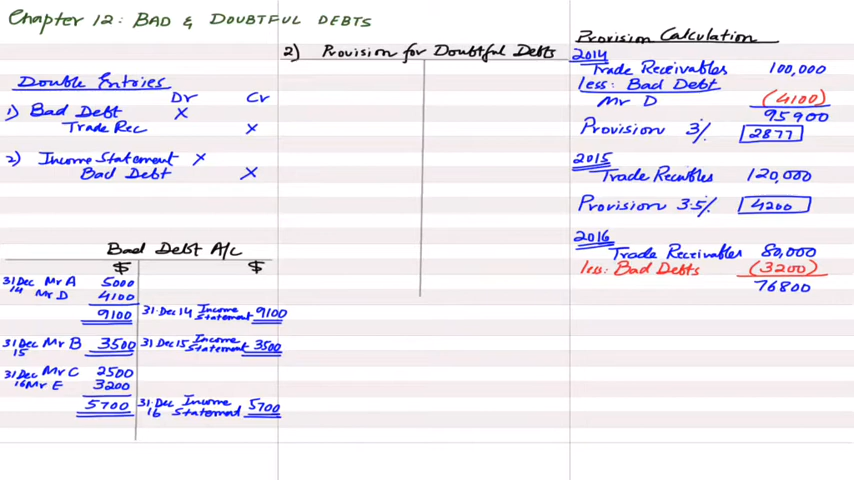 Chapter 12: BAD & DOUBTFUL DEBTS
Double Entries
Dr Cr
1) Bad Debt X
Trade Rec X
2) Income Statement X
Bad Debt X
Bad Debt A/C
$ $
31 Dec 14 Mr A 5000
Mr D 4100
9100 31 Dec 14 Income Statement 9100
31 Dec 15 Mr B 3500 31 Dec 15 Income Statement 3500
31 Dec 16 Mr C 2500
Mr E 3200
5700 31 Dec 16 Income Statement 5700
2) Provision for Doubtful Debts
Provision Calculation
2014
Trade Receivables 100,000
less: Bad Debt
Mr D (4100)
95900
Provision 3% 2877
2015
Trade Receivables 120,000
Provision 3.5% 4200
2016
Trade Receivables 80,000
less: Bad Debts (3200)
76800